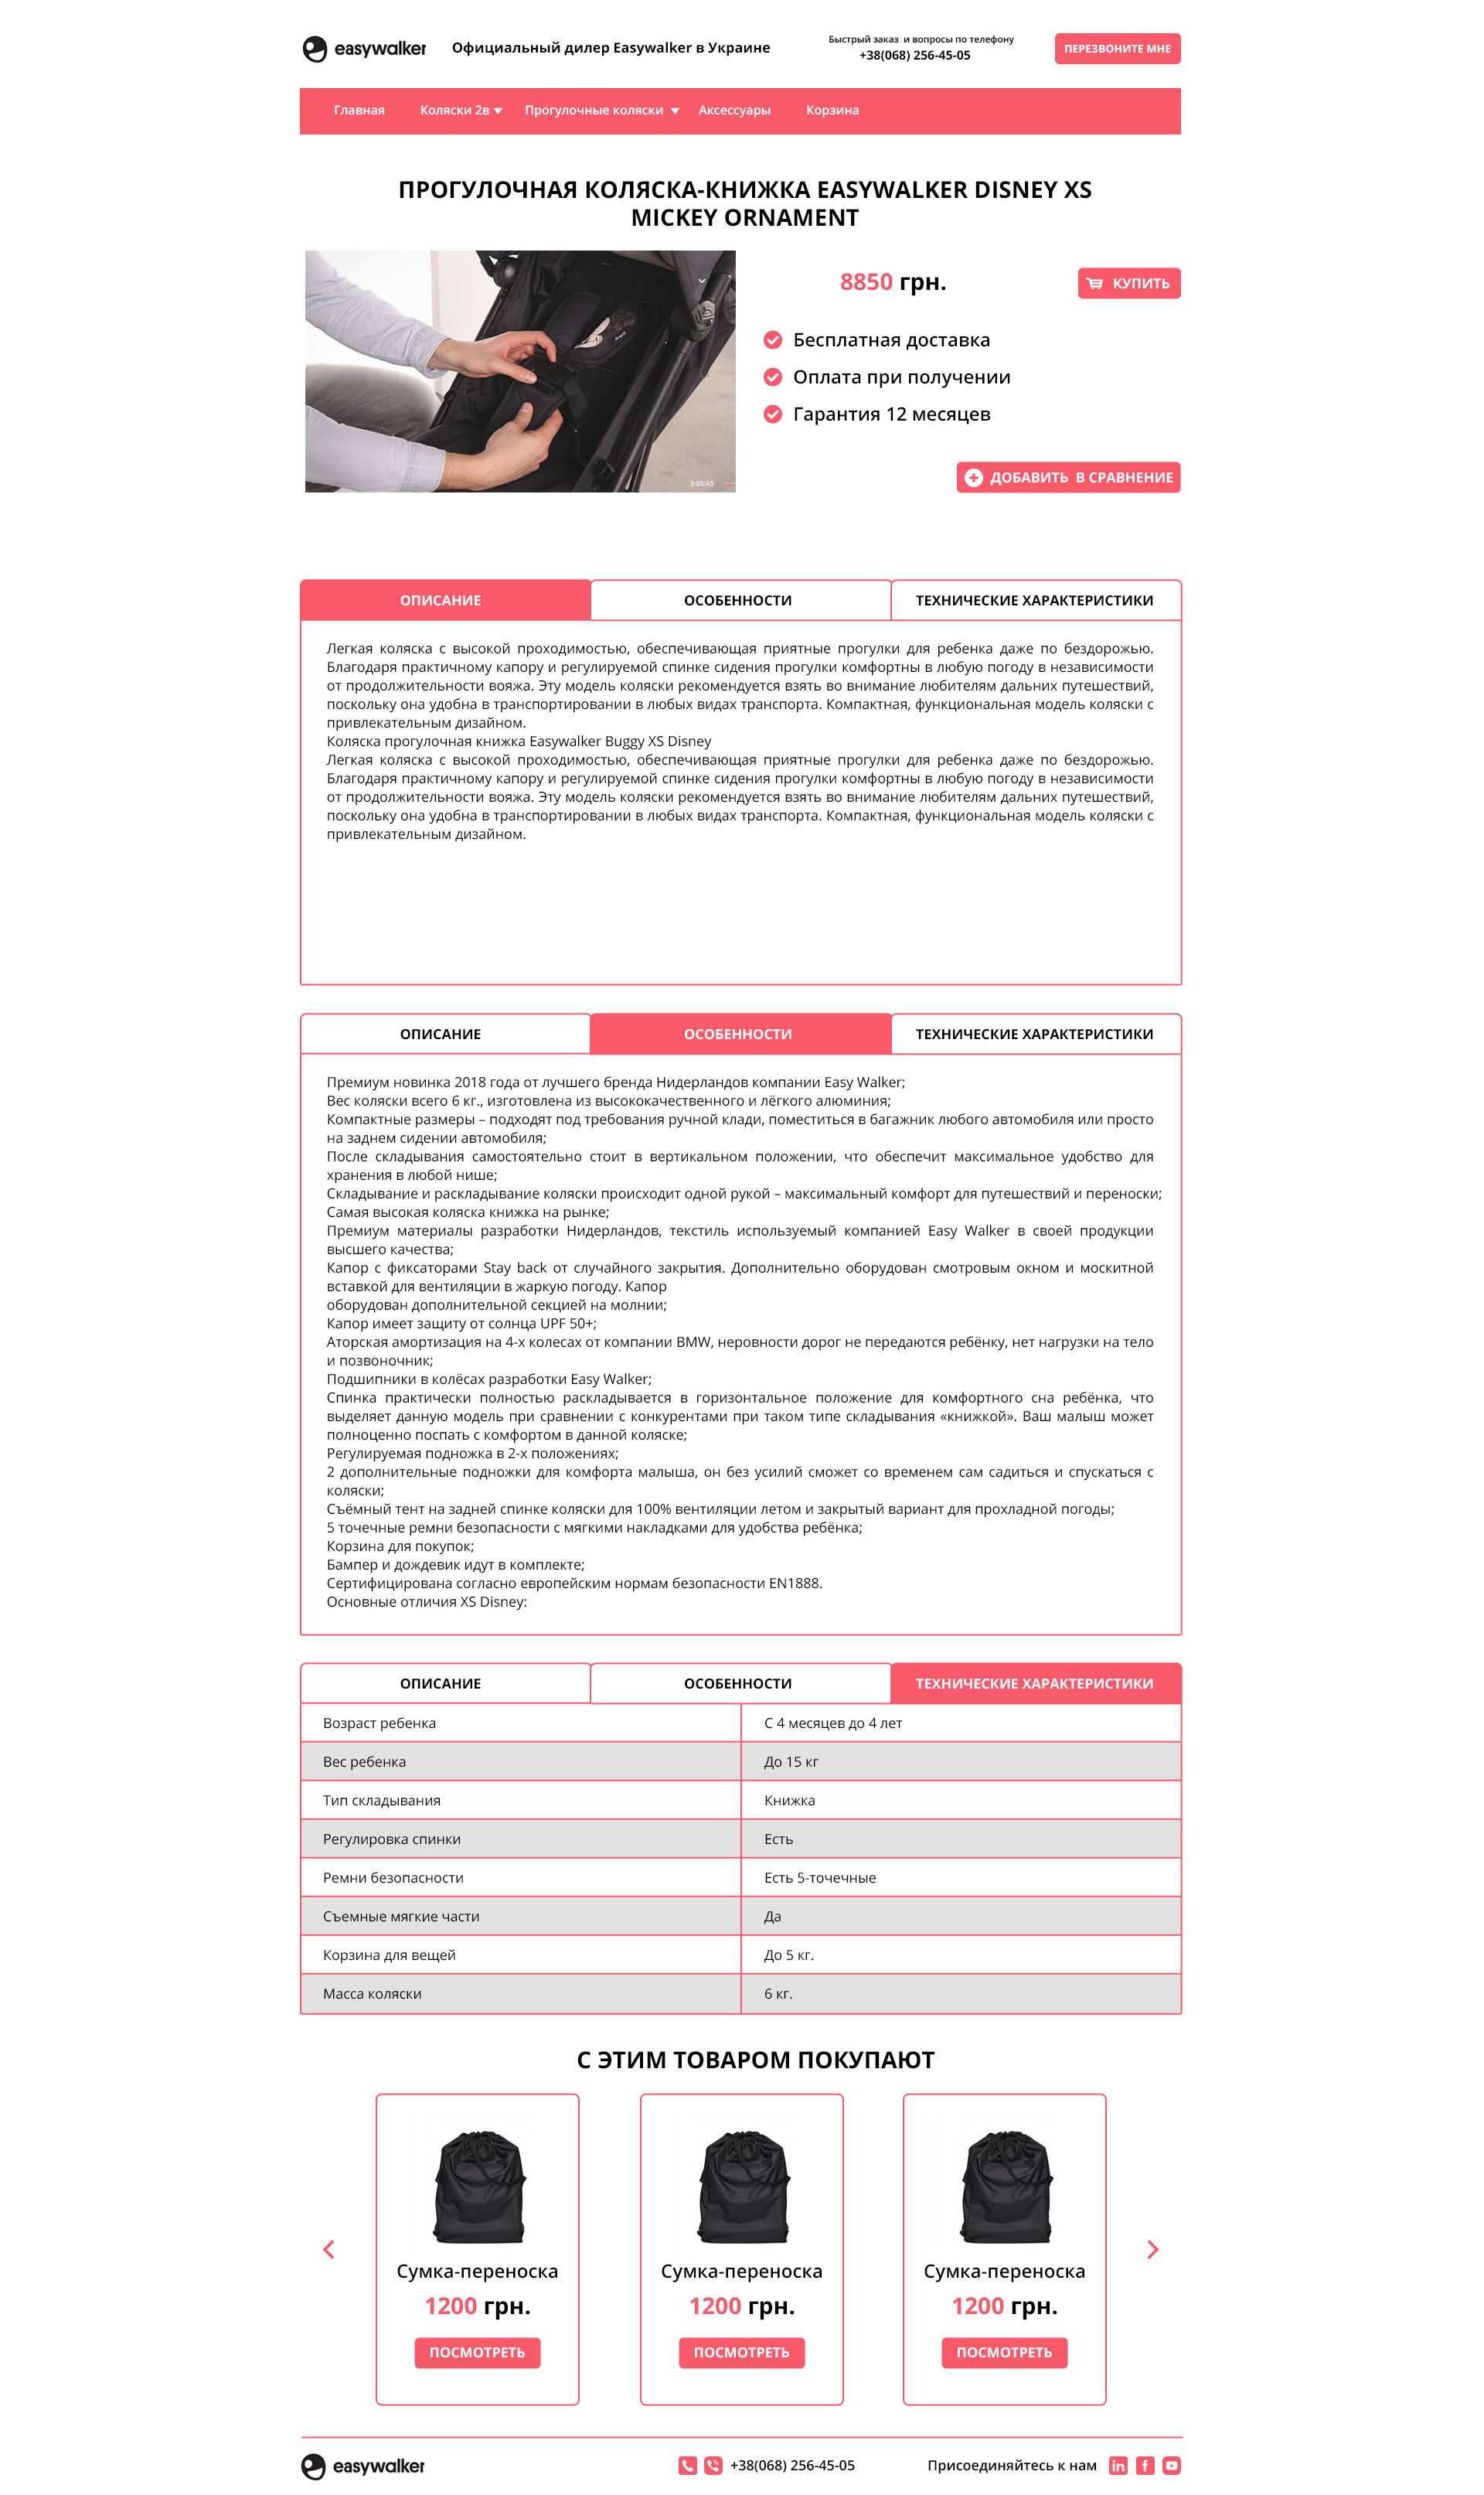 easywalker
Официальный дилер Easywalker в Украине
Быстрый заказ и вопросы по телефону
+38(068) 256-45-05
ПЕРЕЗВОНИТЕ МНЕ
Главная
Коляски 2в
Прогулочные коляски
Аксессуары
Корзина
ПРОГУЛОЧНАЯ КОЛЯСКА-КНИЖКА EASYWALKER DISNEY XS
MICKEY ORNAMENT
3:05:45
8850 грн.
КУПИТЬ
Бесплатная доставка
Оплата при получении
Гарантия 12 месяцев
ДОБАВИТЬ В СРАВНЕНИЕ
ОПИСАНИЕ
ОСОБЕННОСТИ
ТЕХНИЧЕСКИЕ ХАРАКТЕРИСТИКИ
Легкая коляска с высокой проходимостью, обеспечивающая приятные прогулки для ребенка даже по бездорожью.
Благодаря практичному капору и регулируемой спинке сидения прогулки комфортны в любую погоду в независимости
от продолжительности вояжа. Эту модель коляски рекомендуется взять во внимание любителям дальних путешествий,
поскольку она удобна в транспортировании в любых видах транспорта. Компактная, функциональная модель коляски с
привлекательным дизайном.
Коляска прогулочная книжка Easywalker Buggy XS Disney
Легкая коляска с высокой проходимостью, обеспечивающая приятные прогулки для ребенка даже по бездорожью.
Благодаря практичному капору и регулируемой спинке сидения прогулки комфортны в любую погоду в независимости
от продолжительности вояжа. Эту модель коляски рекомендуется взять во внимание любителям дальних путешествий,
поскольку она удобна в транспортировании в любых видах транспорта. Компактная, функциональная модель коляски с
привлекательным дизайном.
ОПИСАНИЕ
ОСОБЕННОСТИ
ТЕХНИЧЕСКИЕ ХАРАКТЕРИСТИКИ
Премиум новинка 2018 года от лучшего бренда Нидерландов компании Easy Walker;
Вес коляски всего 6 кг., изготовлена из высококачественного и лёгкого алюминия;
Компактные размеры – подходят под требования ручной клади, поместиться в багажник любого автомобиля или просто
на заднем сидении автомобиля;
После складывания самостоятельно стоит в вертикальном положении, что обеспечит максимальное удобство для
хранения в любой нише;
Складывание и раскладывание коляски происходит одной рукой – максимальный комфорт для путешествий и переноски;
Самая высокая коляска книжка на рынке;
Премиум материалы разработки Нидерландов, текстиль используемый компанией Easy Walker в своей продукции
высшего качества;
Капор с фиксаторами Stay back от случайного закрытия. Дополнительно оборудован смотровым окном и москитной
вставкой для вентиляции в жаркую погоду. Капор
оборудован дополнительной секцией на молнии;
Капор имеет защиту от солнца UPF 50+;
Аторская амортизация на 4-х колесах от компании BMW, неровности дорог не передаются ребёнку, нет нагрузки на тело
и позвоночник;
Подшипники в колёсах разработки Easy Walker;
Спинка практически полностью раскладывается в горизонтальное положение для комфортного сна ребёнка, что
выделяет данную модель при сравнении с конкурентами при таком типе складывания «книжкой». Ваш малыш может
полноценно поспать с комфортом в данной коляске;
Регулируемая подножка в 2-х положениях;
2 дополнительные подножки для комфорта малыша, он без усилий сможет со временем сам садиться и спускаться с
коляски;
Съёмный тент на задней спинке коляски для 100% вентиляции летом и закрытый вариант для прохладной погоды;
5 точечные ремни безопасности с мягкими накладками для удобства ребёнка;
Корзина для покупок;
Бампер и дождевик идут в комплекте;
Сертифицирована согласно европейским нормам безопасности EN1888.
Основные отличия XS Disney:
ОПИСАНИЕ
ОСОБЕННОСТИ
ТЕХНИЧЕСКИЕ ХАРАКТЕРИСТИКИ
Возраст ребенка
С 4 месяцев до 4 лет
Вес ребенка
До 15 кг
Тип складывания
Книжка
Регулировка спинки
Есть
Ремни безопасности
Есть 5-точечные
Съемные мягкие части
Да
Корзина для вещей
До 5 кг.
Масса коляски
6 кг.
С ЭТИМ ТОВАРОМ ПОКУПАЮТ
Сумка-переноска
1200 грн.
ПОСМОТРЕТЬ
Сумка-переноска
1200 грн.
ПОСМОТРЕТЬ
Сумка-переноска
1200 грн.
ПОСМОТРЕТЬ
easywalker
+38(068) 256-45-05
Присоединяйтесь к нам